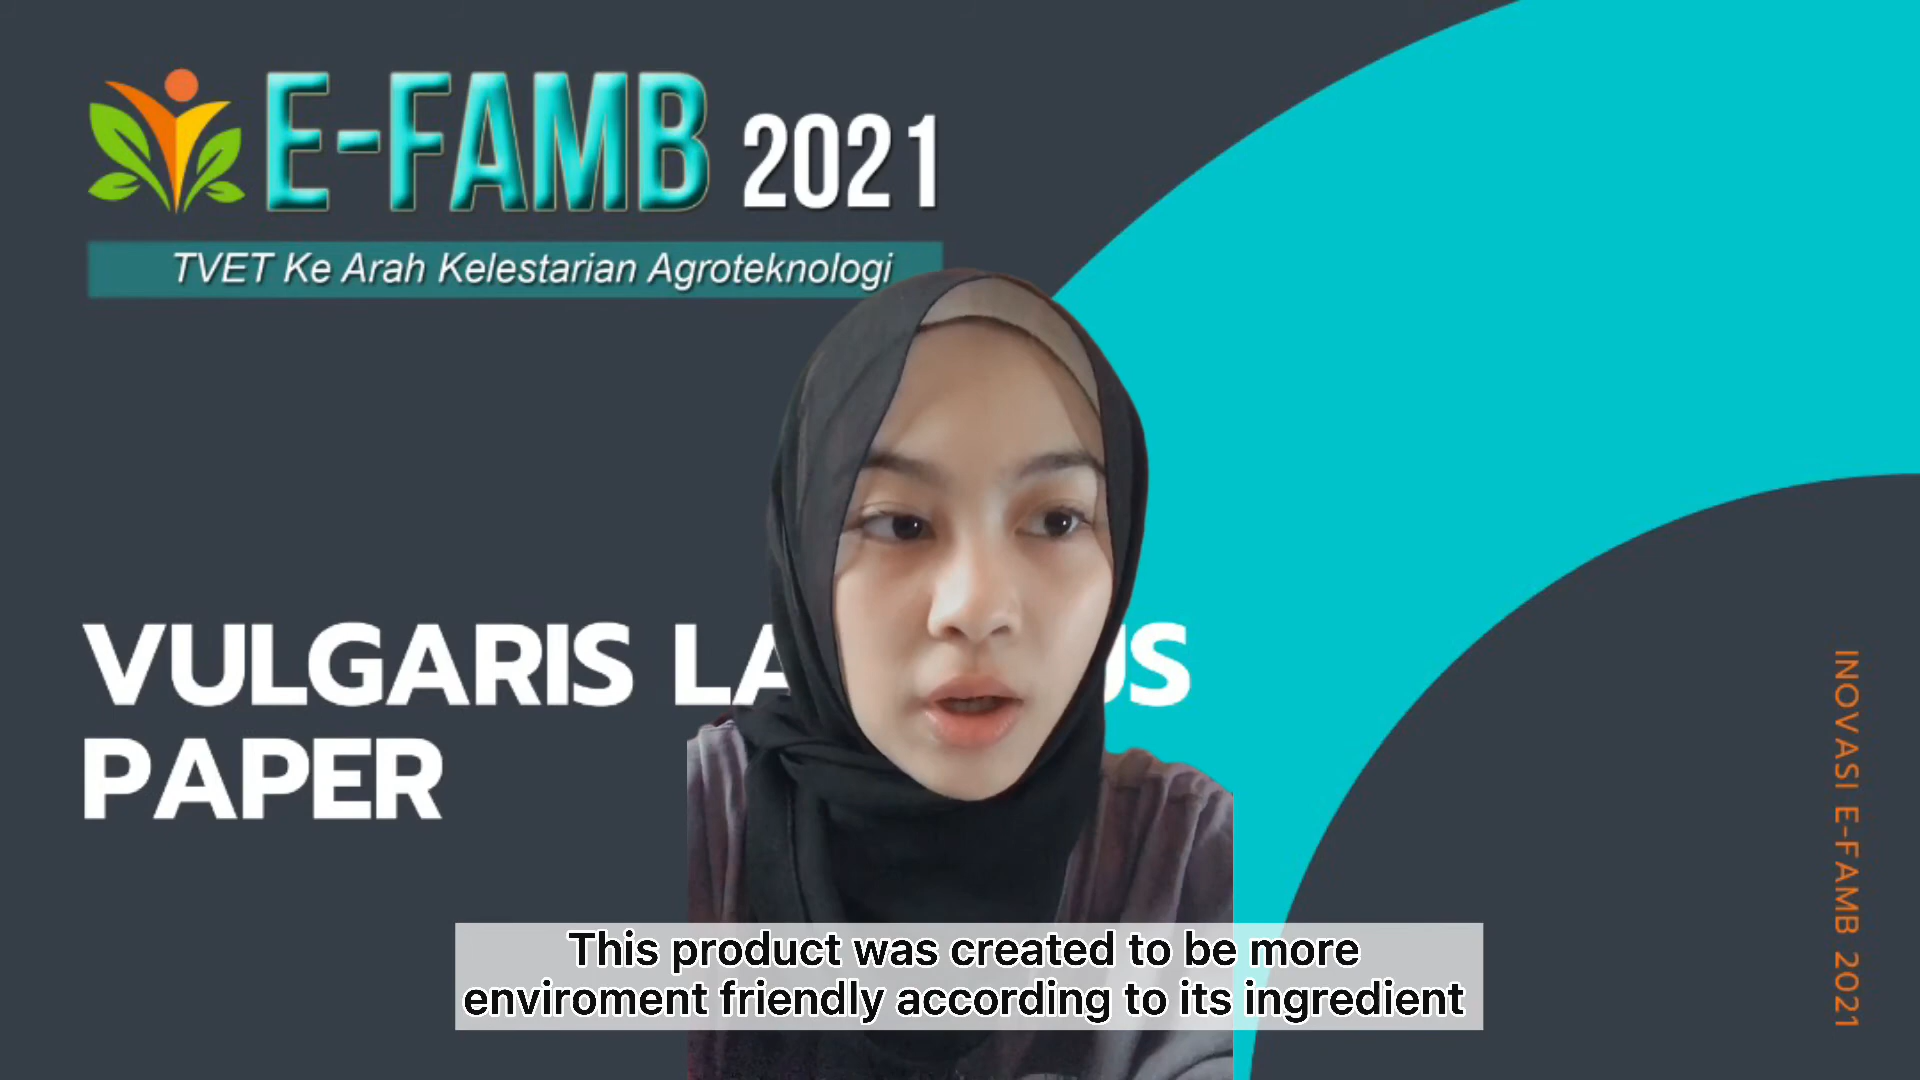 E-FAMB 2021
TVET Ke Arah Kelestarian Agroteknologi
VULGARIS
PAPER
INOVASI E-FAMB 2021
This product was created to be more
enviroment friendly according to its ingredient